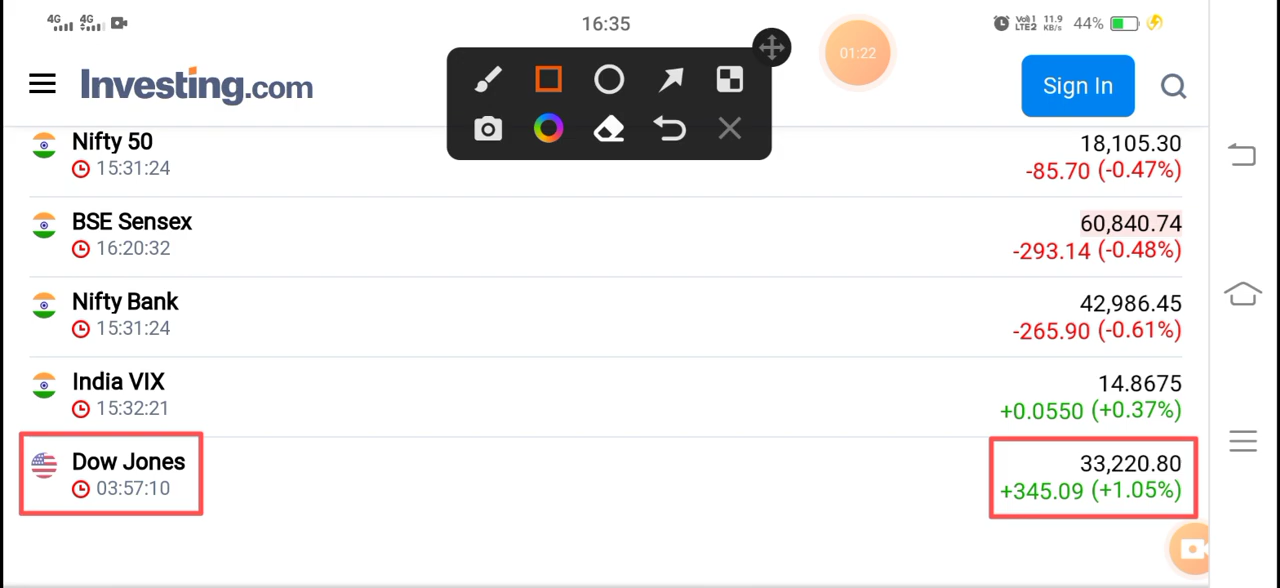 4G 4G 16:35 Vo) 1 LTE2 11.9 KB/s 44%
01:22
Investing.com Sign In
Nifty 50 18,105.30
15:31:24 -85.70 (-0.47%)
BSE Sensex 60,840.74
16:20:32 -293.14 (-0.48%)
Nifty Bank 42,986.45
15:31:24 -265.90 (-0.61%)
India VIX 14.8675
15:32:21 +0.0550 (+0.37%)
Dow Jones 33,220.80
03:57:10 +345.09 (+1.05%)